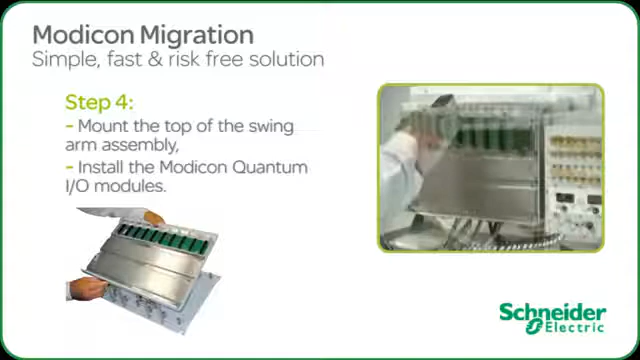 Modicon Migration
Simple, fast & risk free solution
Step 4:
– Mount the top of the swing
arm assembly,
– Install the Modicon Quantum
I/O modules.
Schneider
Electric